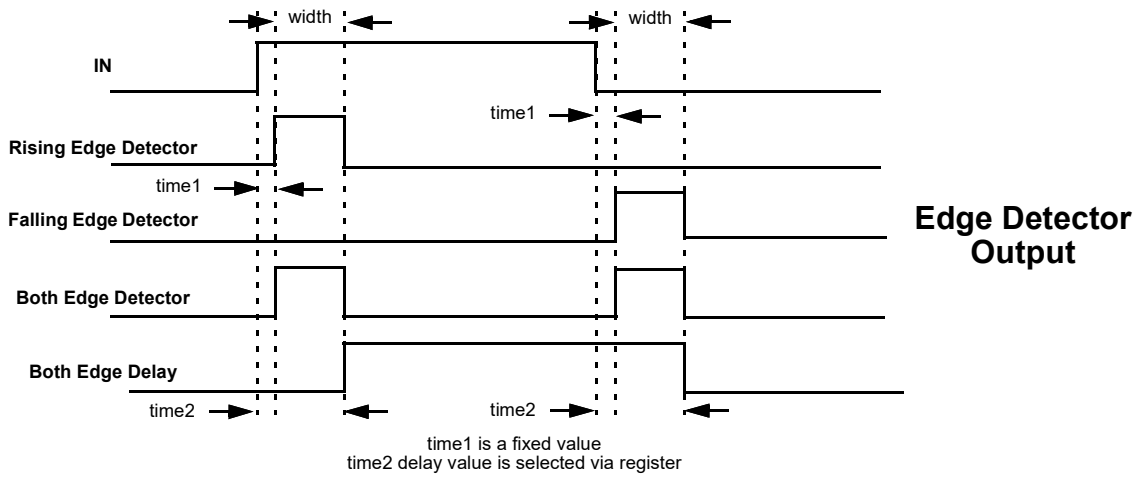 width
width
IN
time1
Rising Edge Detector
time1
Falling Edge Detector
Edge Detector
Output
Both Edge Detector
Both Edge Delay
time2
time2
time1 is a fixed value
time2 delay value is selected via register